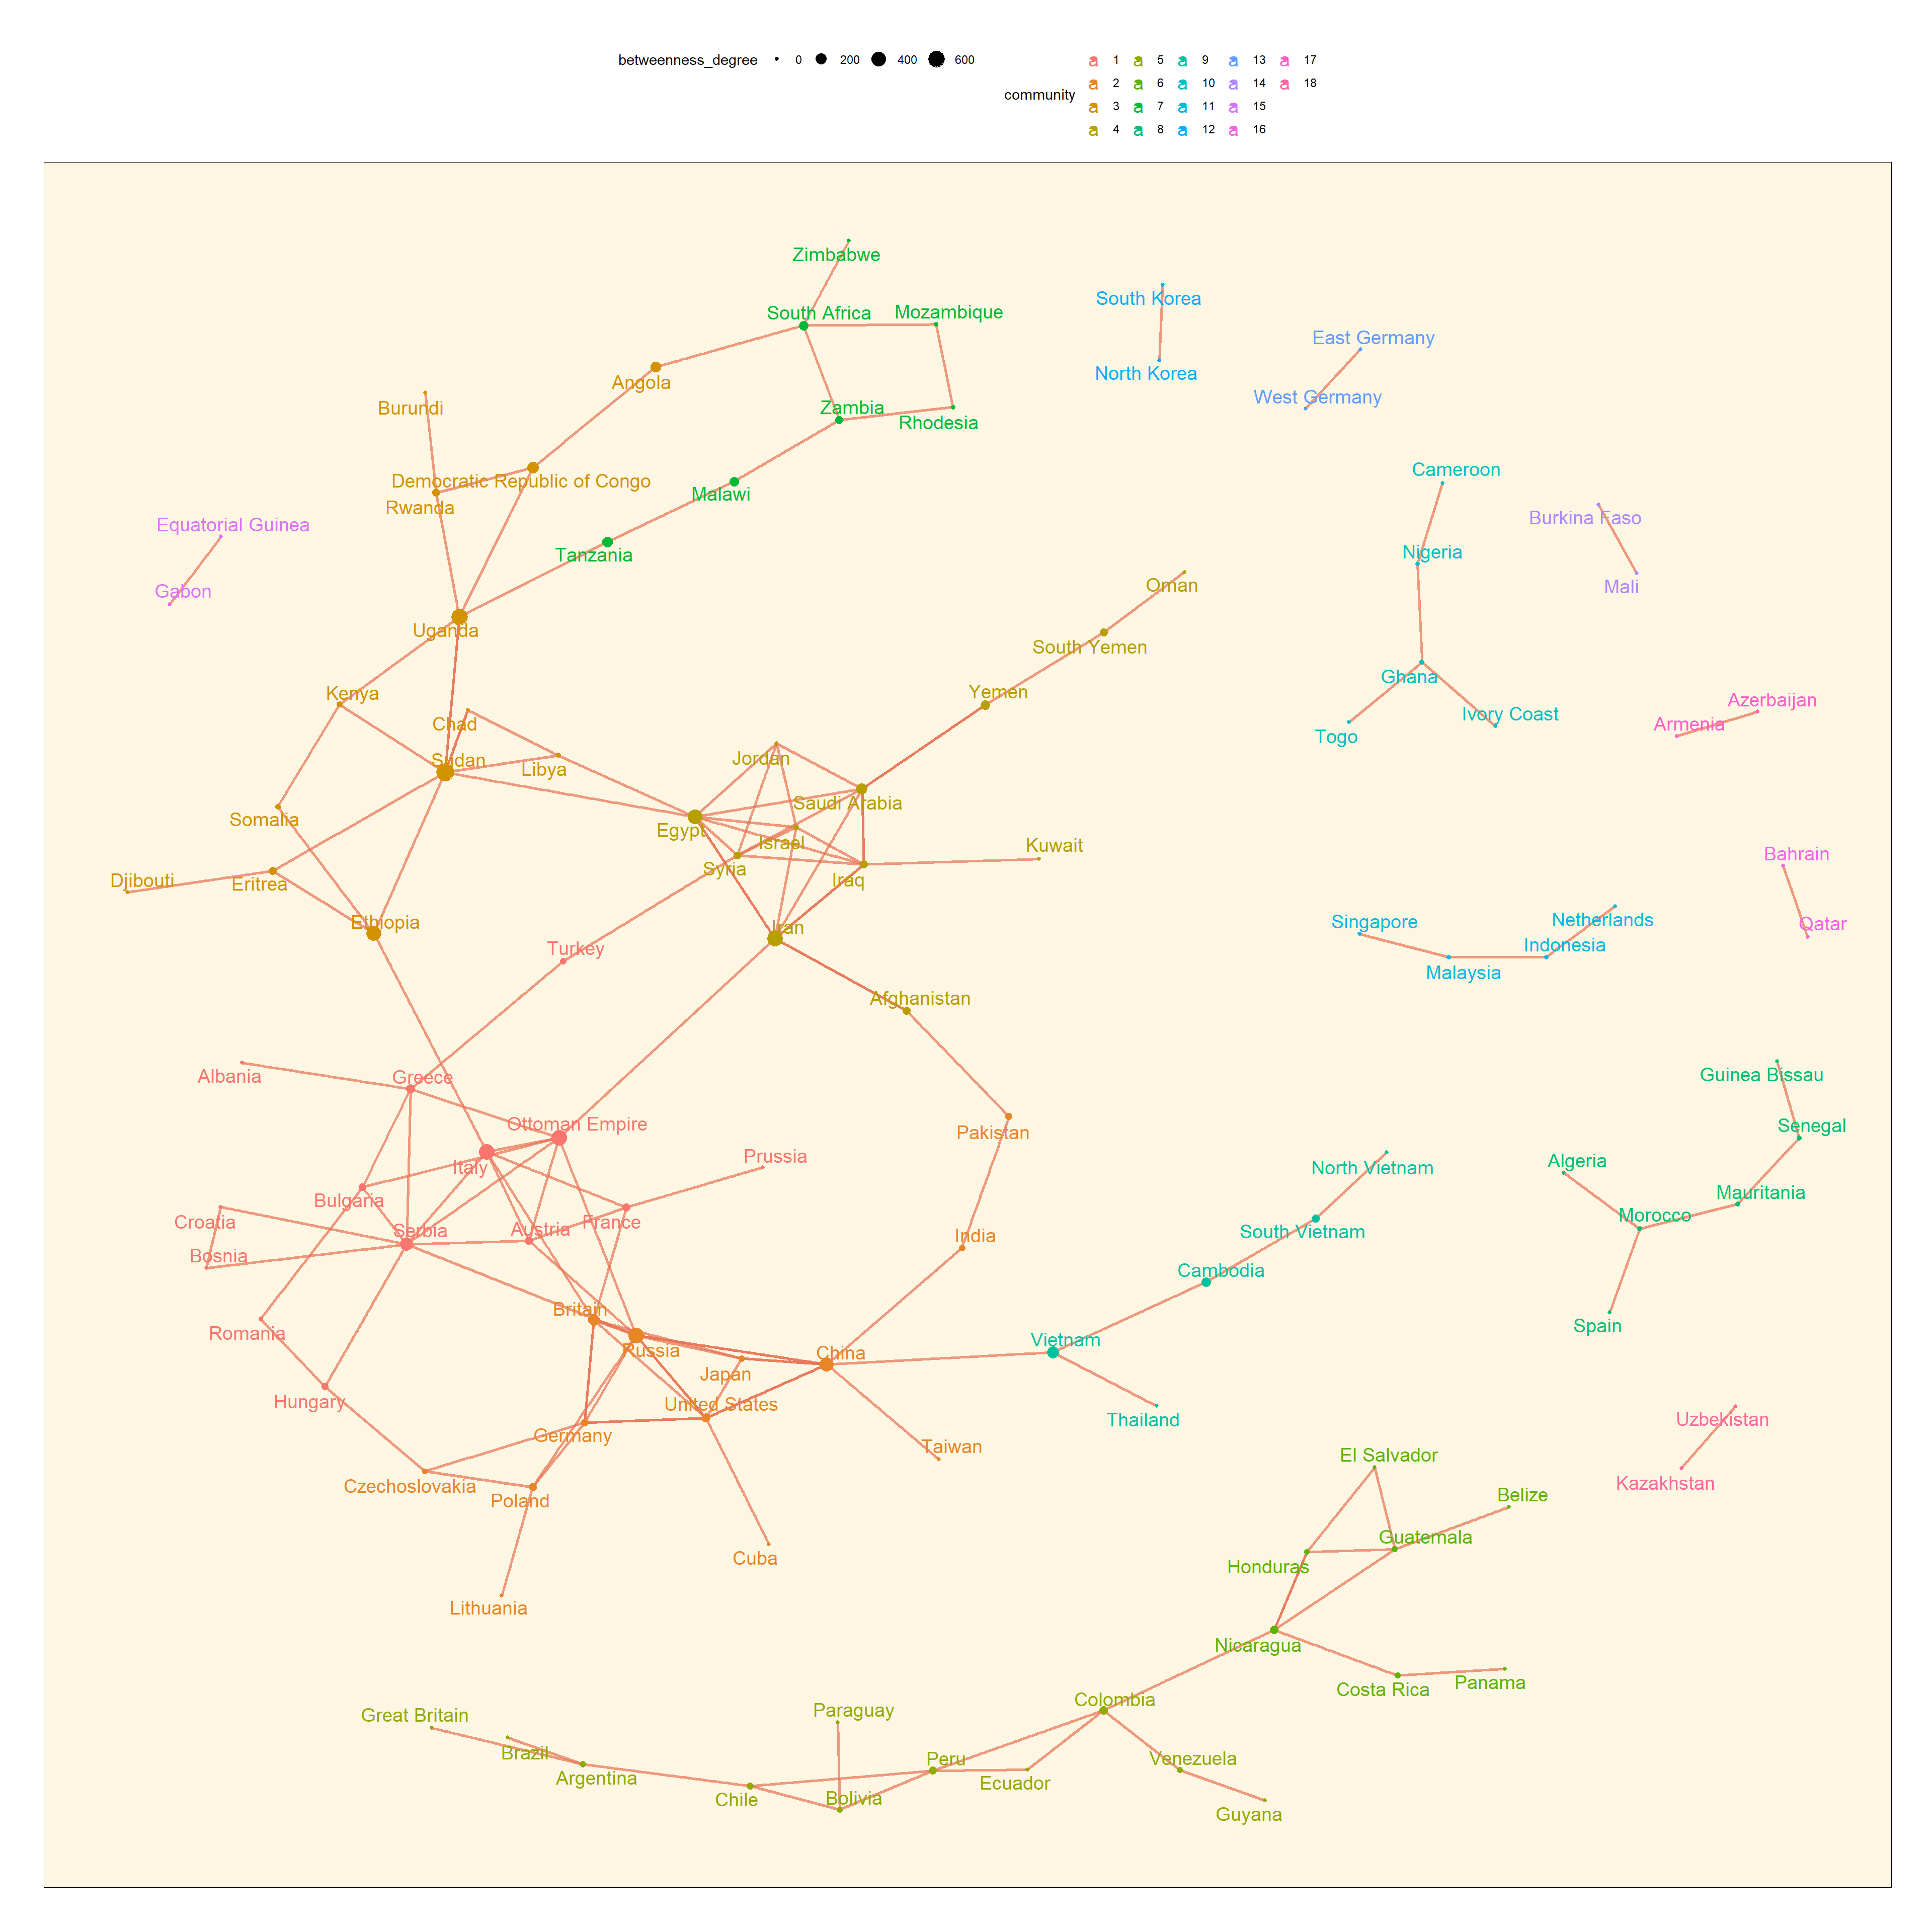 betweenness_degree 0 200 400 600
community
a 1 a 5 a 9 a 13 a 17
a 2 a 6 a 10 a 14 a 18
a 3 a 7 a 11 a 15
a 4 a 8 a 12 a 16
Zimbabwe
South Korea
South Africa
Mozambique
East Germany
North Korea
Angola
West Germany
Burundi
Zambia
Rhodesia
Cameroon
Democratic Republic of Congo
Malawi
Rwanda
Burkina Faso
Equatorial Guinea
Nigeria
Tanzania
Oman
Mali
Gabon
Uganda
South Yemen
Ghana
Kenya
Yemen
Azerbaijan
Ivory Coast
Chad
Armenia
Togo
Jordan
Sudan
Libya
Saudi Arabia
Somalia
Egypt
Israel
Kuwait
Bahrain
Syria
Djibouti
Iraq
Eritrea
Ethiopia
Singapore
Netherlands
Qatar
Iran
Turkey
Indonesia
Malaysia
Afghanistan
Albania
Greece
Guinea Bissau
Ottoman Empire
Pakistan
Senegal
Prussia
Italy
North Vietnam
Algeria
Mauritania
Bulgaria
Morocco
Croatia
France
Austria
Serbia
South Vietnam
India
Bosnia
Cambodia
Britain
Spain
Romania
Vietnam
Russia
China
Japan
Hungary
United States
Thailand
Uzbekistan
Germany
Taiwan
El Salvador
Czechoslovakia
Kazakhstan
Poland
Belize
Guatemala
Cuba
Honduras
Lithuania
Nicaragua
Panama
Costa Rica
Colombia
Paraguay
Great Britain
Brazil
Peru
Venezuela
Argentina
Ecuador
Chile
Bolivia
Guyana